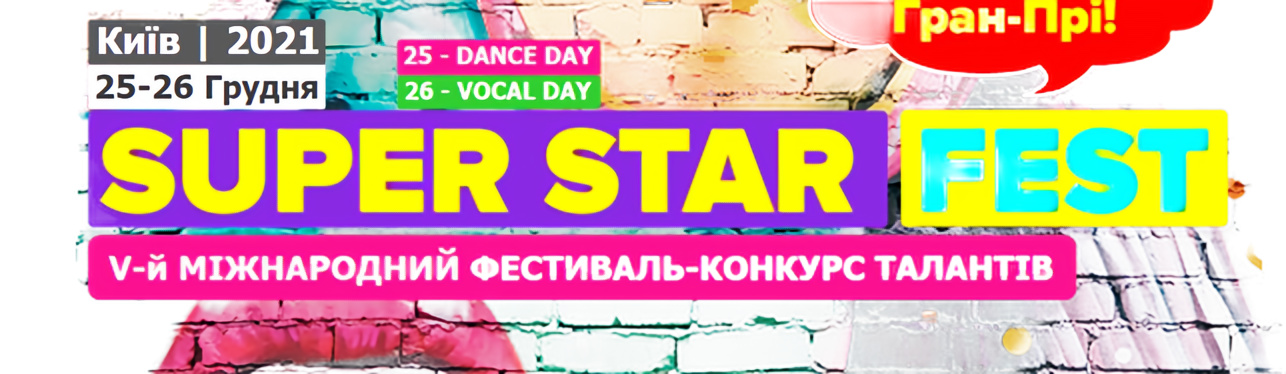 Гран-Прі!
Київ | 2021
25-26 Грудня
25 - DANCE DAY
26 - VOCAL DAY
SUPER STAR FEST
V-й МІЖНАРОДНИЙ ФЕСТИВАЛЬ-КОНКУРС ТАЛАНТІВ